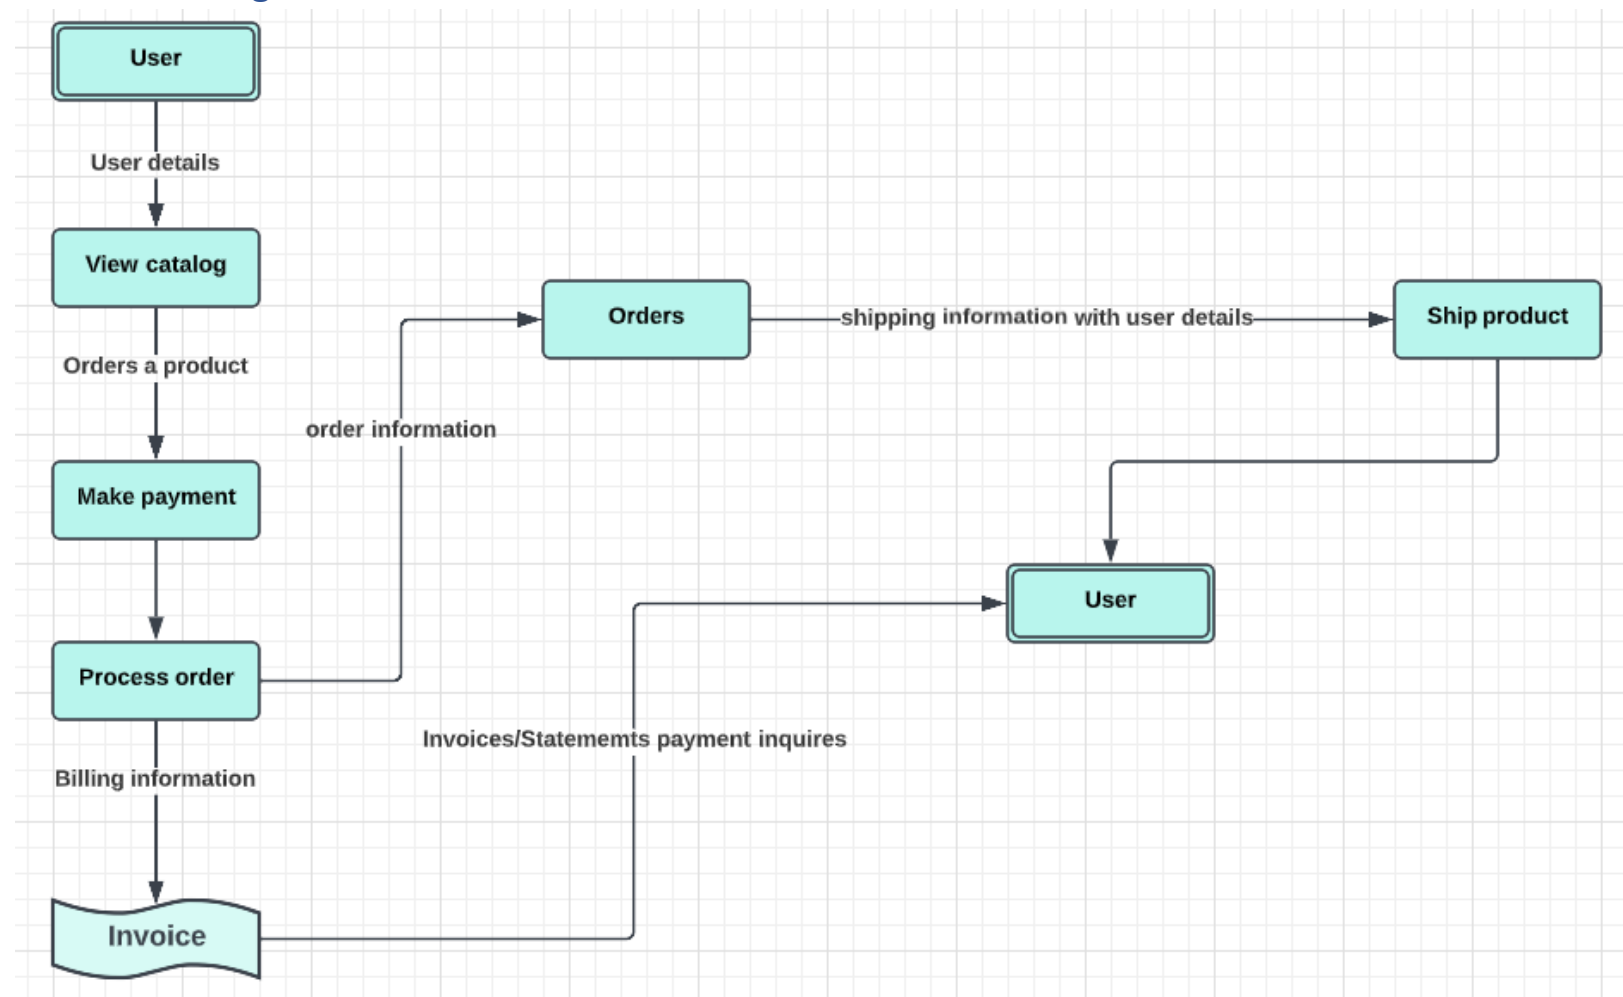 User
User details
View catalog
Orders a product
Orders
shipping information with user details
Ship product
order information
Make payment
User
Process order
Invoices/Statememts payment inquires
Billing information
Invoice